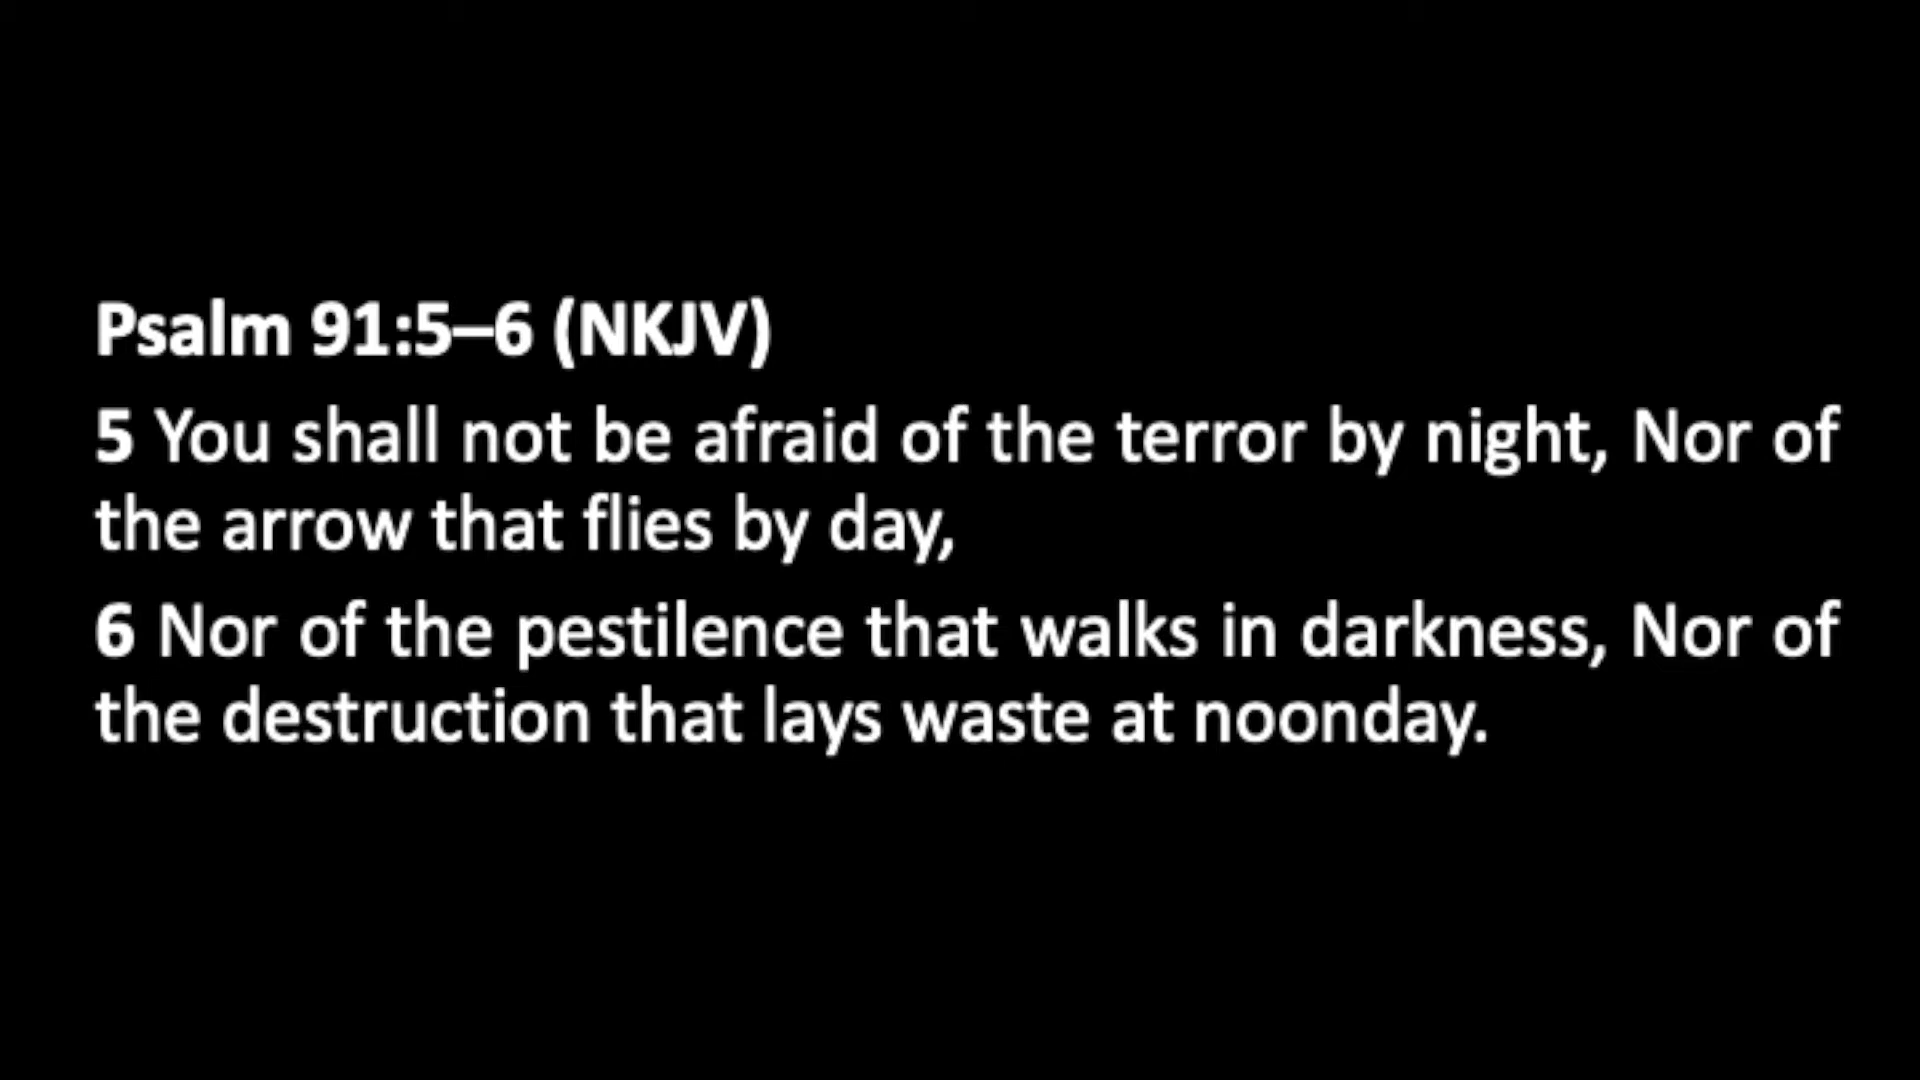 Psalm 91:5–6 (NKJV)
5 You shall not be afraid of the terror by night, Nor of
the arrow that flies by day,
6 Nor of the pestilence that walks in darkness, Nor of
the destruction that lays waste at noonday.